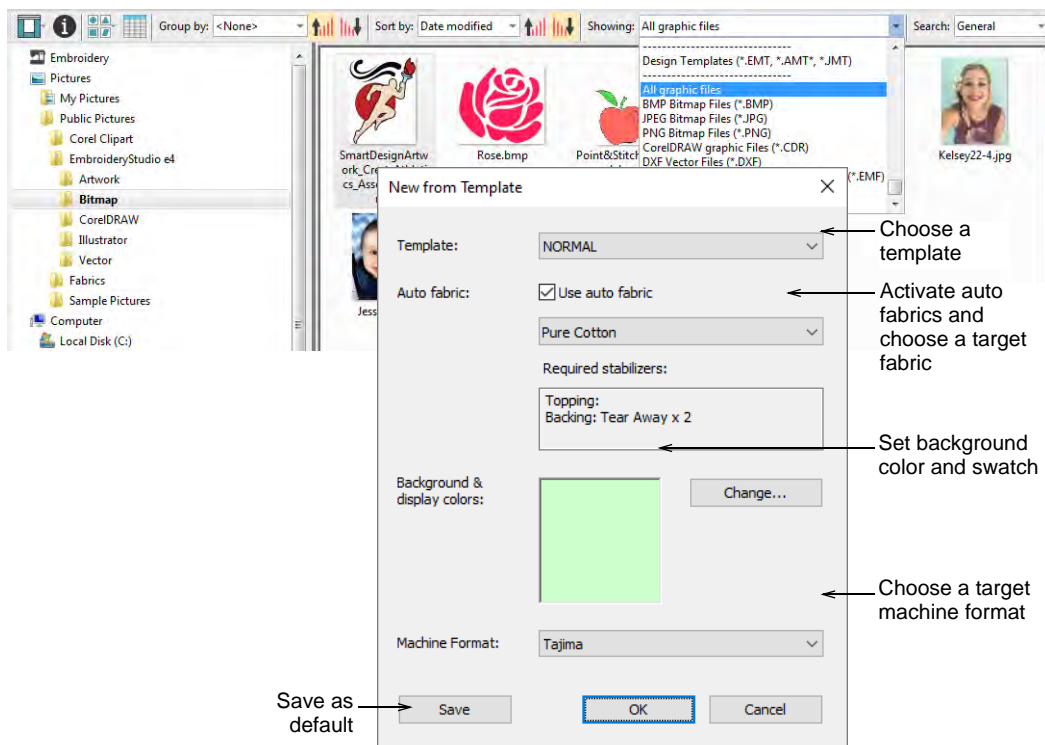 Group by: <None>
Sort by: Date modified
Showing: All graphic files
Search: General
Embroidery
Pictures
My Pictures
Public Pictures
Corel Clipart
EmbroideryStudio e4
Artwork
Bitmap
CorelDRAW
Illustrator
Vector
Fabrics
Sample Pictures
Computer
Local Disk (C:)
SmartDesignArtw
ork_Cre
cs_Asse
Rose.bmp
Point&Stitch
Kelsey22-4.jpg
Jess
--------------------------------
Design Templates (*.EMT, *.AMT*, *.JMT)
--------------------------------
All graphic files
BMP Bitmap Files (*.BMP)
JPEG Bitmap Files (*.JPG)
PNG Bitmap Files (*.PNG)
CorelDRAW graphic Files (*.CDR)
DXF Vector Files (*.DXF)
(*.EMF)
New from Template
Template: NORMAL
Auto fabric: Use auto fabric
Pure Cotton
Required stabilizers:
Topping:
Backing: Tear Away x 2
Background &
display colors:
Change...
Machine Format: Tajima
Save OK Cancel
Choose a
template
Activate auto
fabrics and
choose a target
fabric
Set background
color and swatch
Choose a target
machine format
Save as
default